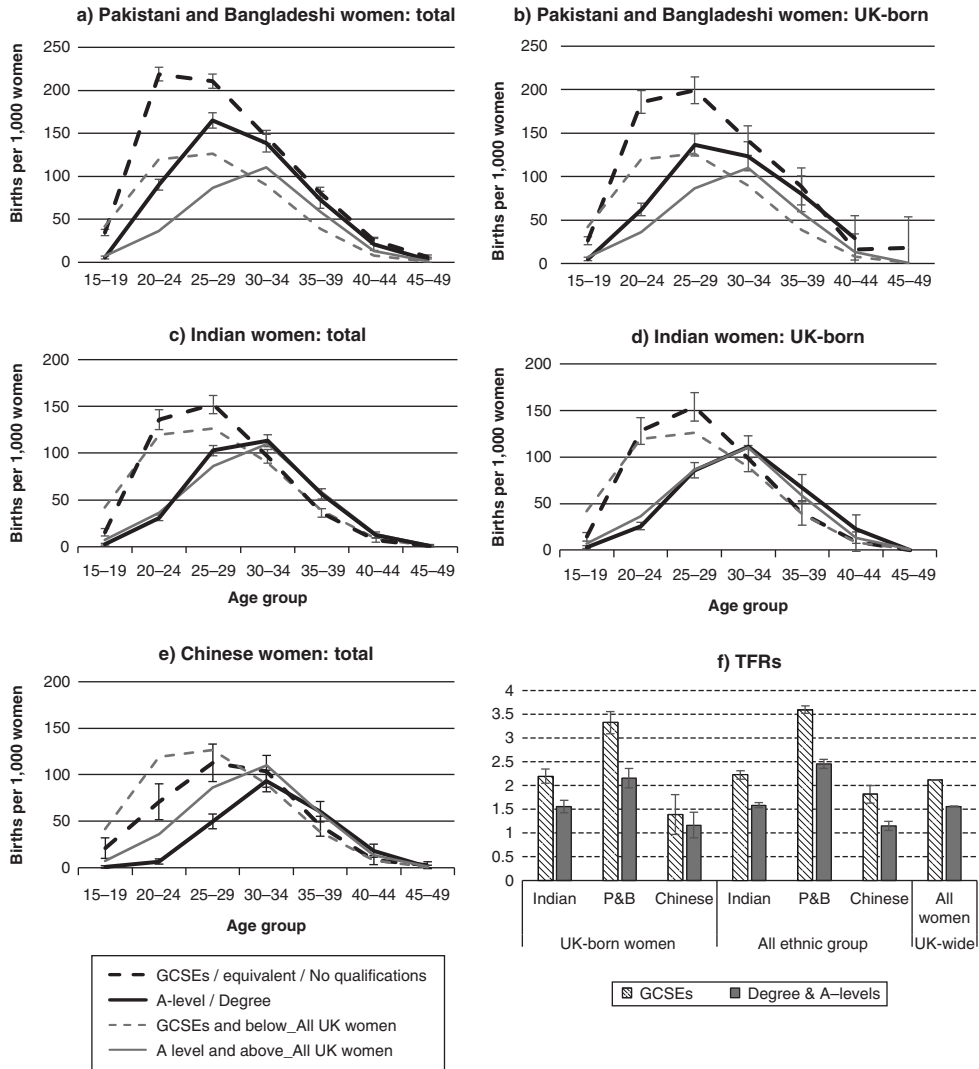 a) Pakistani and Bangladeshi women: total
Births per 1,000 women
250
200
150
100
50
0
15–19 20–24 25–29 30–34 35–39 40–44 45–49
b) Pakistani and Bangladeshi women: UK-born
Births per 1,000 women
250
200
150
100
50
0
15–19 20–24 25–29 30–34 35–39 40–44 45–49
c) Indian women: total
Births per 1,000 women
200
150
100
50
0
15–19 20–24 25–29 30–34 35–39 40–44 45–49
Age group
d) Indian women: UK-born
Births per 1,000 women
200
150
100
50
0
15–19 20–24 25–29 30–34 35–39 40–44 45–49
Age group
e) Chinese women: total
Births per 1,000 women
200
150
100
50
0
15–19 20–24 25–29 30–34 35–39 40–44 45–49
Age group
f) TFRs
4
3.5
3
2.5
2
1.5
1
0.5
0
Indian P&B Chinese Indian P&B Chinese All
women
UK-born women All ethnic group UK-wide
GCSEs / equivalent / No qualifications
A-level / Degree
GCSEs and below_All UK women
A level and above_All UK women
GCSEs Degree & A–levels